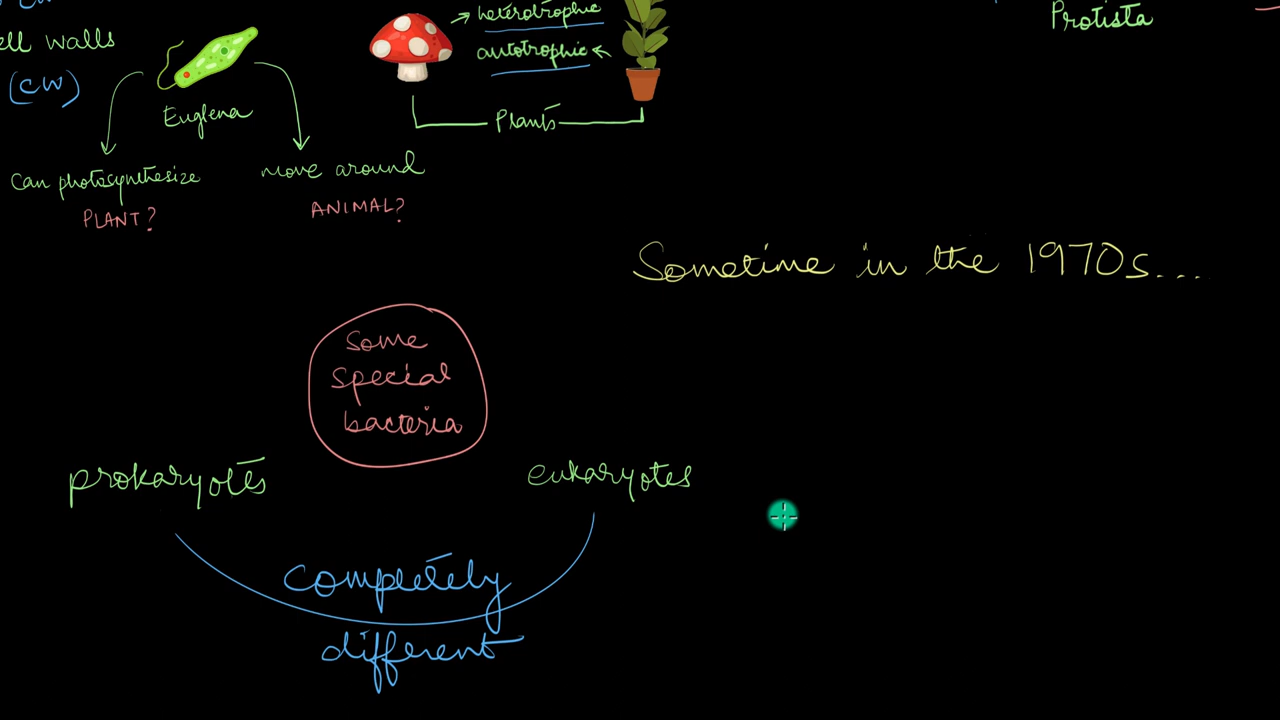 heterotrophic
Protista
ell walls
autotrophic
(CW)
Euglena
Plants
Can photosynthesize
move around
PLANT?
ANIMAL?
Sometime in the 1970s....
Some
special
bacteria
prokaryotes
eukaryotes
completely
different